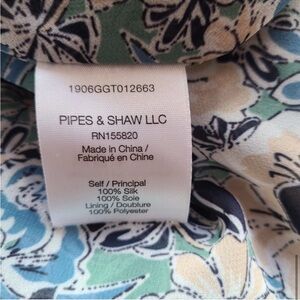 1906GGT012663
PIPES & SHAW LLC
RN155820
Made in China /
Fabriqué en Chine
Self / Principal
100% Silk
100% Soie
Lining / Doublure
100% Polyester